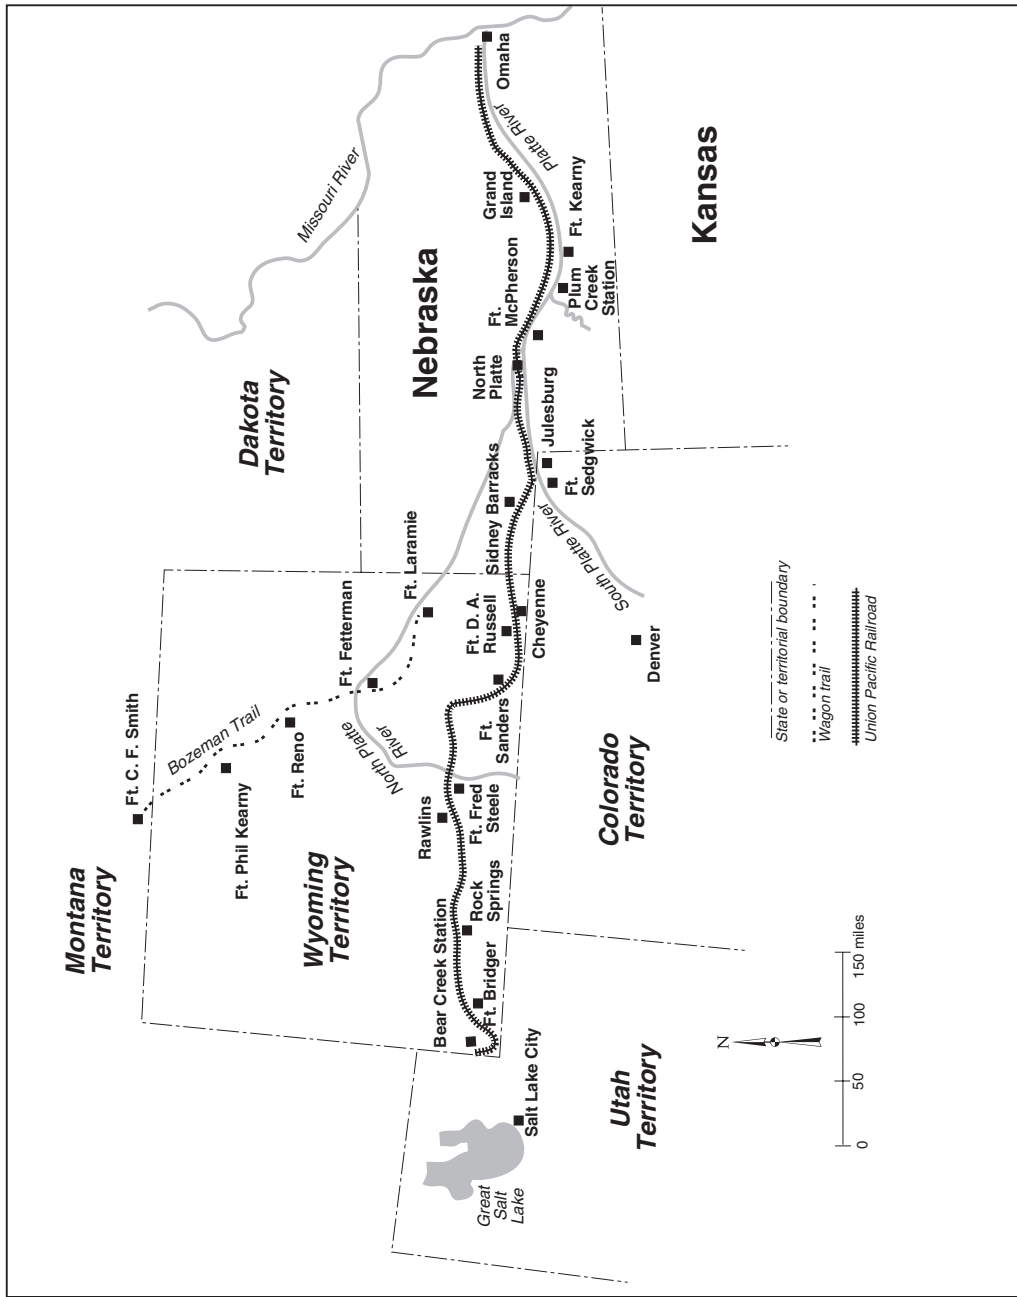 Montana
Territory
Ft. C. F. Smith
Bozeman Trail
Ft. Phil Kearny
Ft. Reno
Dakota
Territory
Missouri River
Wyoming
Territory
Ft. Fetterman
North Platte
River
Ft. Laramie
Nebraska
Bear Creek Station
Ft. Bridger
Rock
Springs
Rawlins
Ft. Fred
Steele
Ft.
Sanders
Ft. D. A.
Russell
Cheyenne
Sidney Barracks
North
Platte
Ft.
McPherson
Grand
Island
Omaha
Platte River
Ft. Kearny
Plum
Creek
Station
Julesburg
Ft.
Sedgwick
South Platte River
Great
Salt
Lake
Salt Lake City
Utah
Territory
Colorado
Territory
Denver
Kansas
N
0
50
100
150 miles
State or territorial boundary
Wagon trail
Union Pacific Railroad